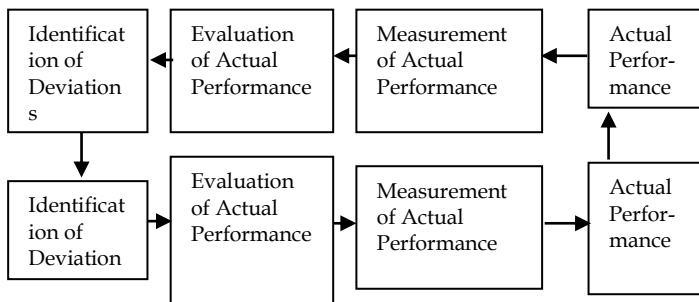 Identificat
ion of
Deviation
s
Evaluation
of Actual
Performance
Measurement
of Actual
Performance
Actual
Perfor-
mance
Identificat
ion of
Deviation
Evaluation
of Actual
Performance
Measurement
of Actual
Performance
Actual
Perfor-
mance